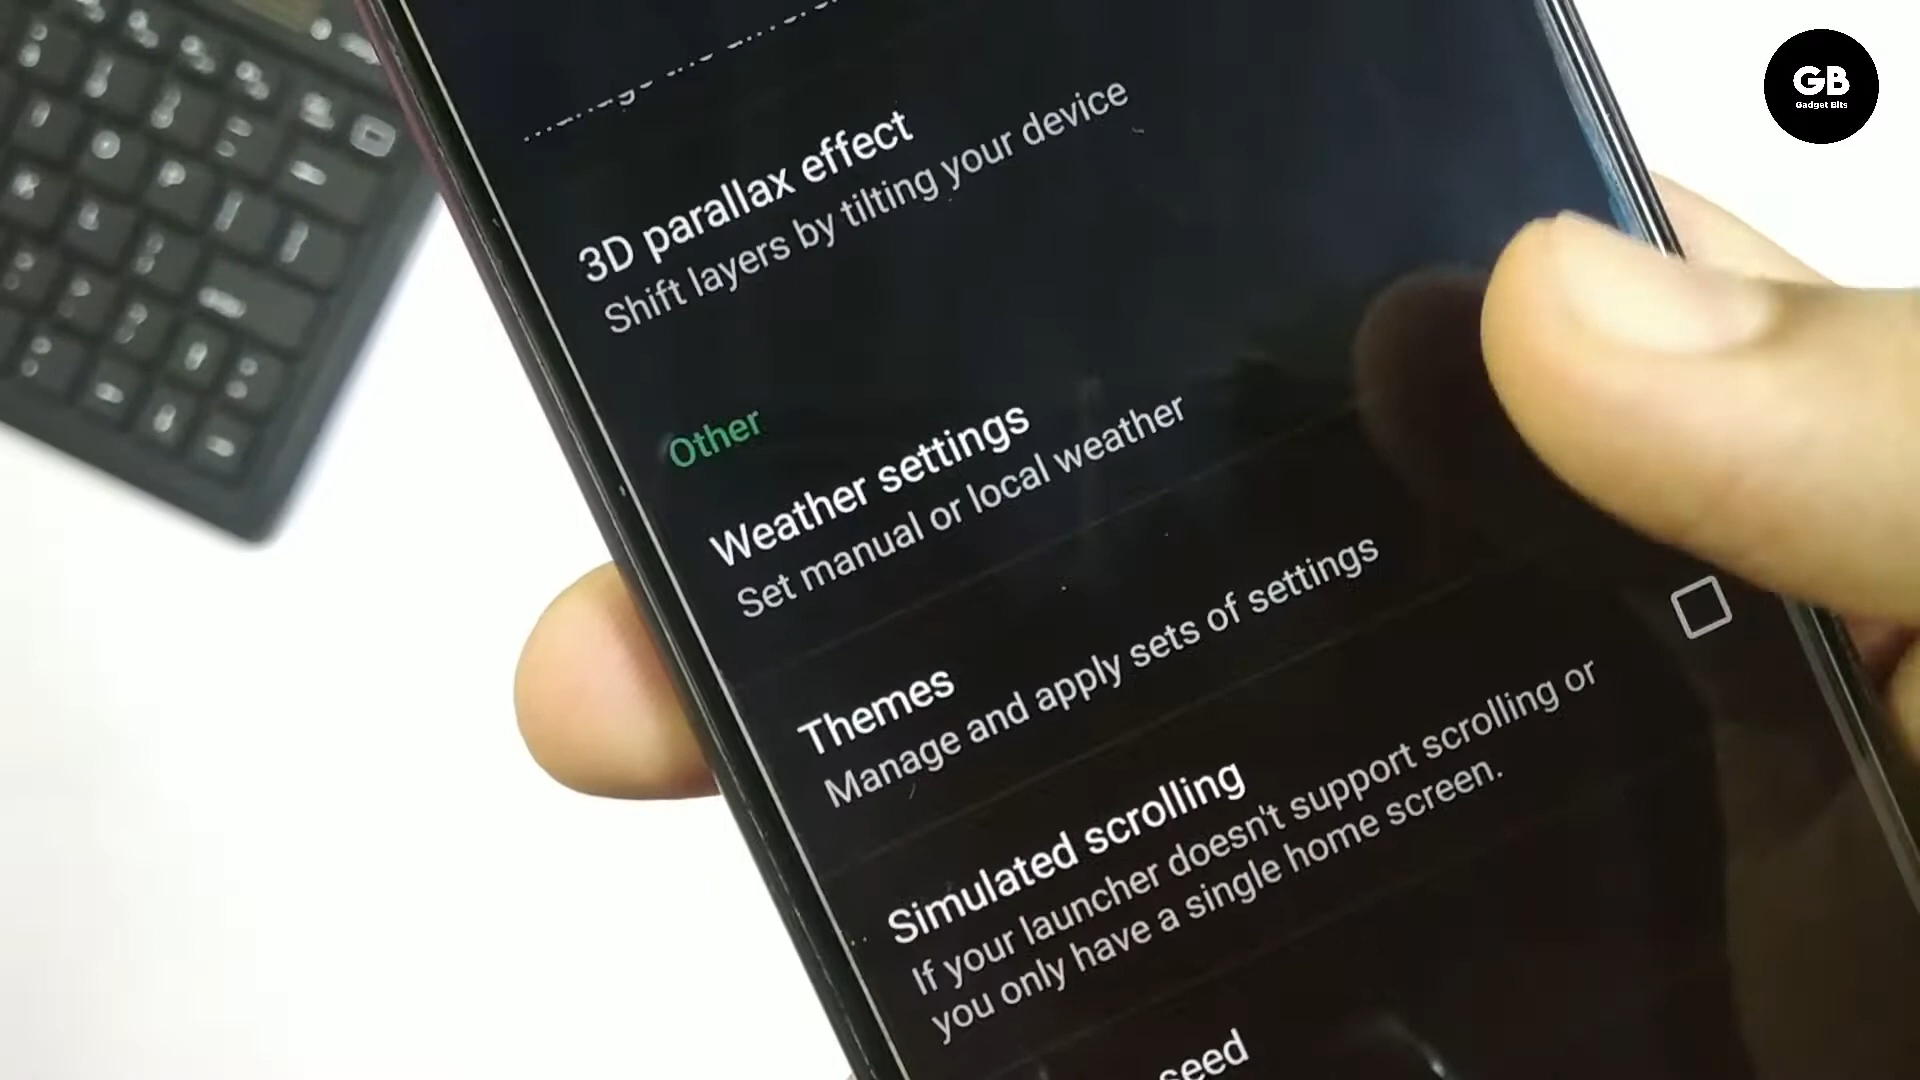 GB
Gadget Bits
3D parallax effect
Shift layers by tilting your device
Other
Weather settings
Set manual or local weather
Themes
Manage and apply sets of settings
Simulated scrolling
If your launcher doesn't support scrolling or
you only have a single home screen.
seed